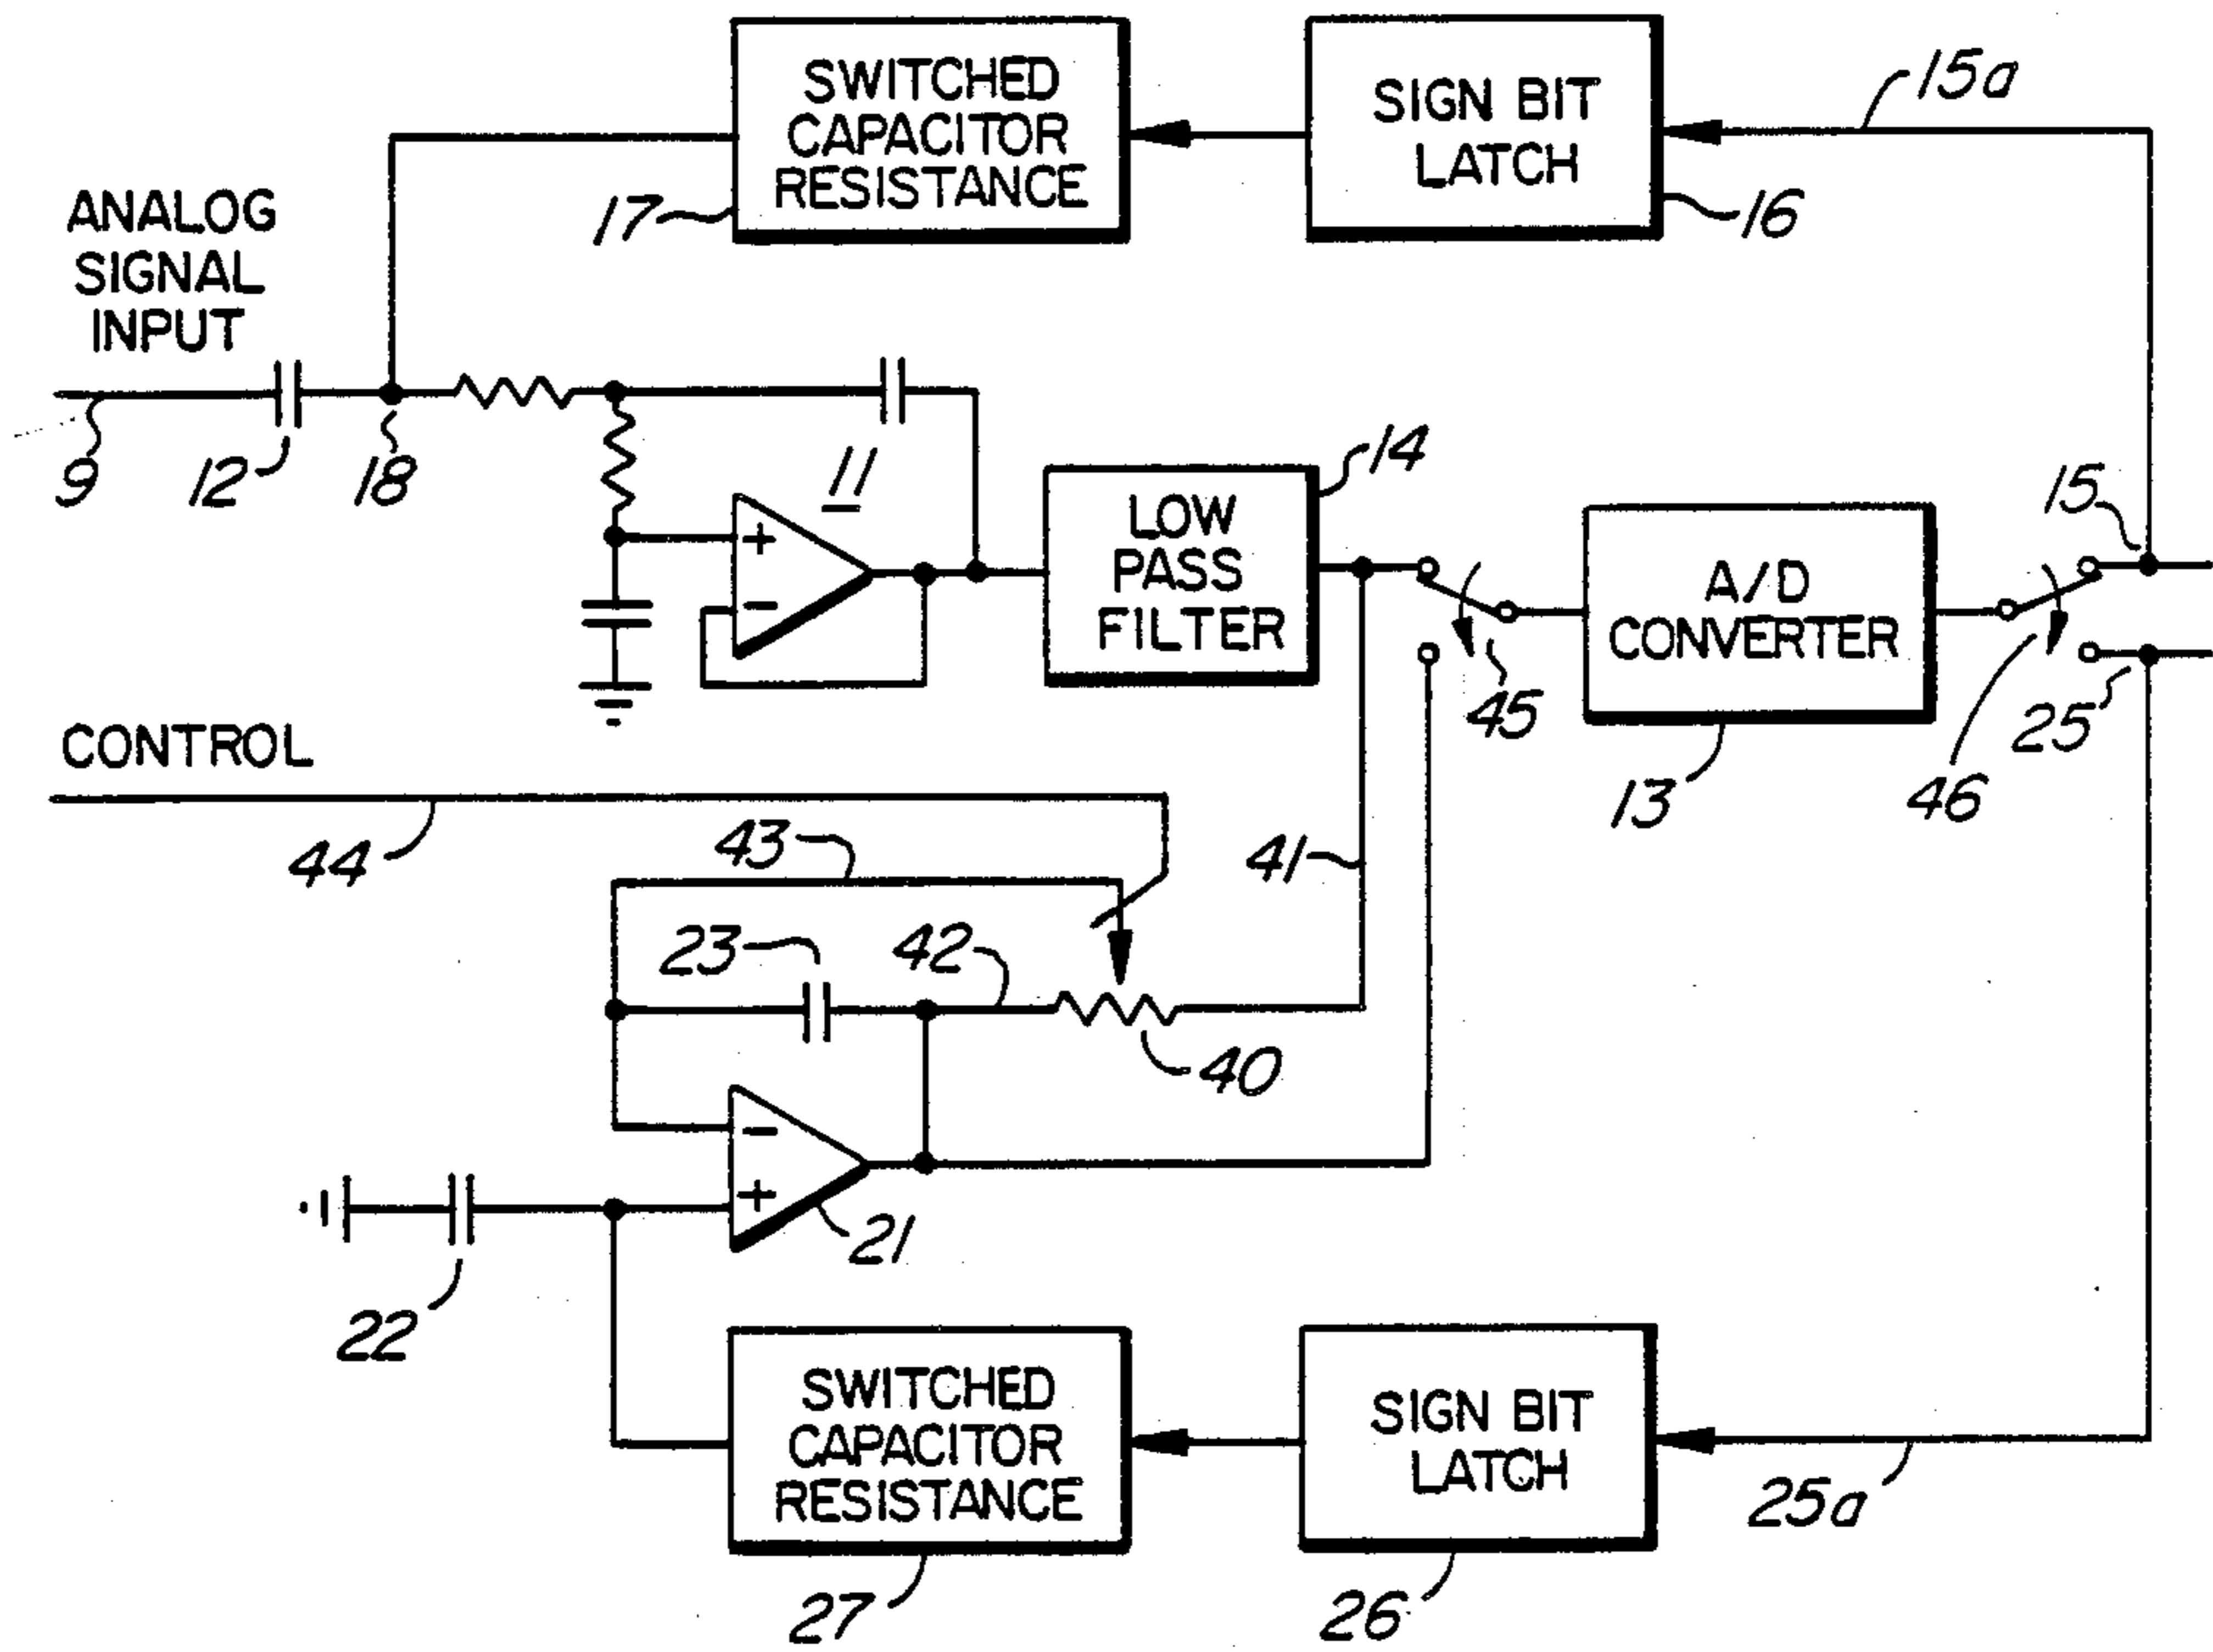 SWITCHED
CAPACITOR
RESISTANCE
17
SIGN BIT
LATCH
16
15a
ANALOG
SIGNAL
INPUT
9
12
18
11
LOW
PASS
FILTER
14
45
A/D
CONVERTER
13
15
46
25
CONTROL
44
43
41
23
42
40
+
−
−
+
21
22
SWITCHED
CAPACITOR
RESISTANCE
27
SIGN BIT
LATCH
26
25a